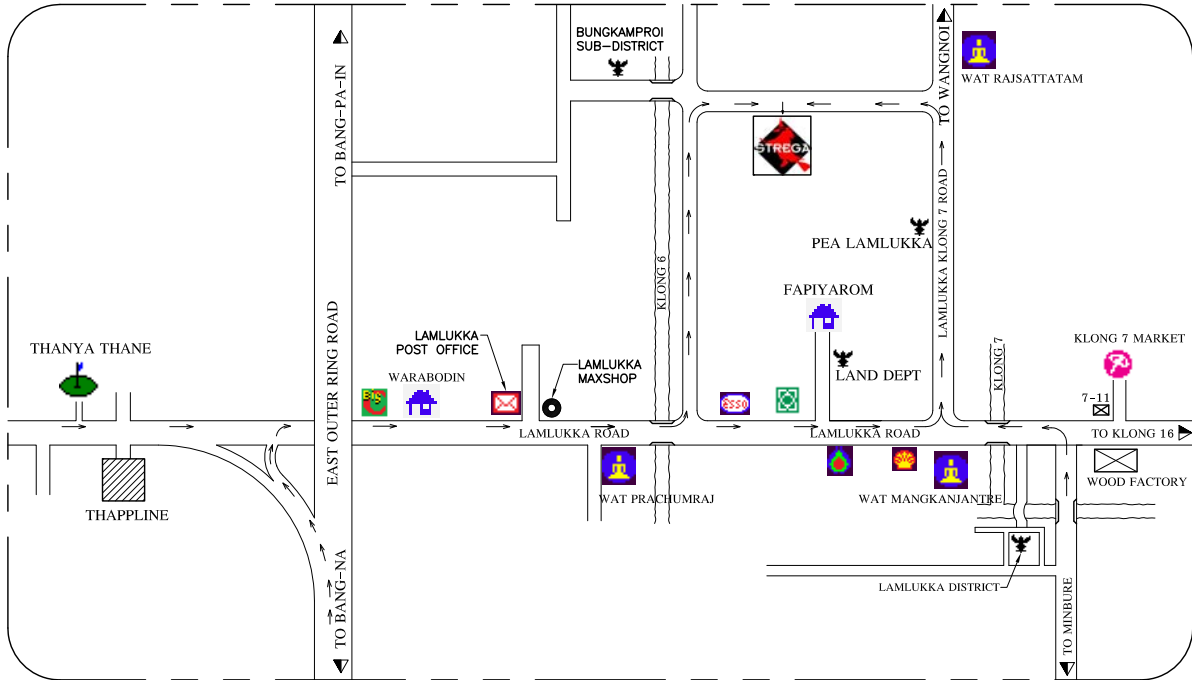 BUNGKAMPROI
SUB-DISTRICT
TO BANG-PA-IN
TO WANGNOI
WAT RAJSATTATAM
STREGA
PEA LAMLUKKA
LAMLUKKA KLONG 7 ROAD
KLONG 6
FAPIYAROM
EAST OUTER RING ROAD
THANYA THANE
LAMLUKKA
POST OFFICE
LAMLUKKA
MAXSHOP
WARABODIN
LAND DEPT
KLONG 7
KLONG 7 MARKET
7-11
ESSO
LAMLUKKA ROAD
LAMLUKKA ROAD
TO KLONG 16
WAT PRACHUMRAJ
WAT MANGKANJANTRE
WOOD FACTORY
THAPPLINE
TO BANG-NA
LAMLUKKA DISTRICT
TO MINBURE